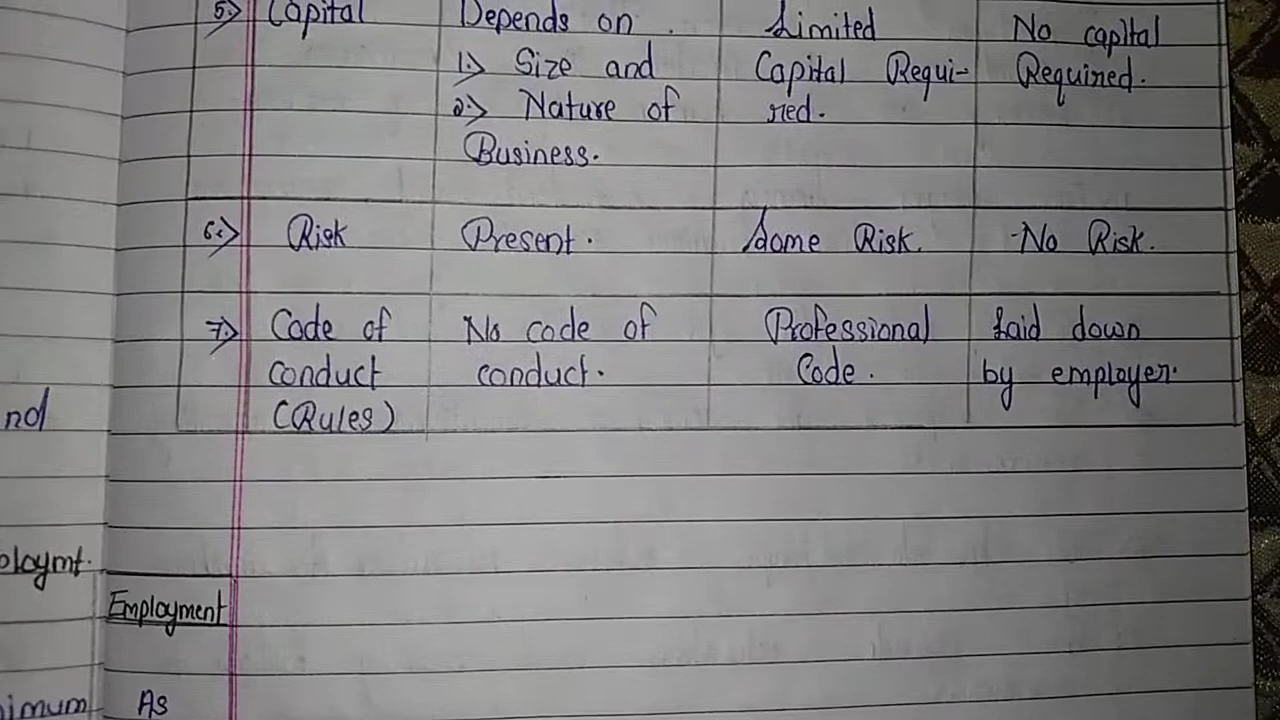 5.> Capital Depends on Limited No capital
1.> Size and Capital Requi- Required.
2.> Nature of red.
Business.
6.> Risk Present. Some Risk. No Risk.
7.> Code of No code of Professional Laid down
conduct conduct. Code. by employer.
(Rules)
nd
ploymt.
Employment
nimum As